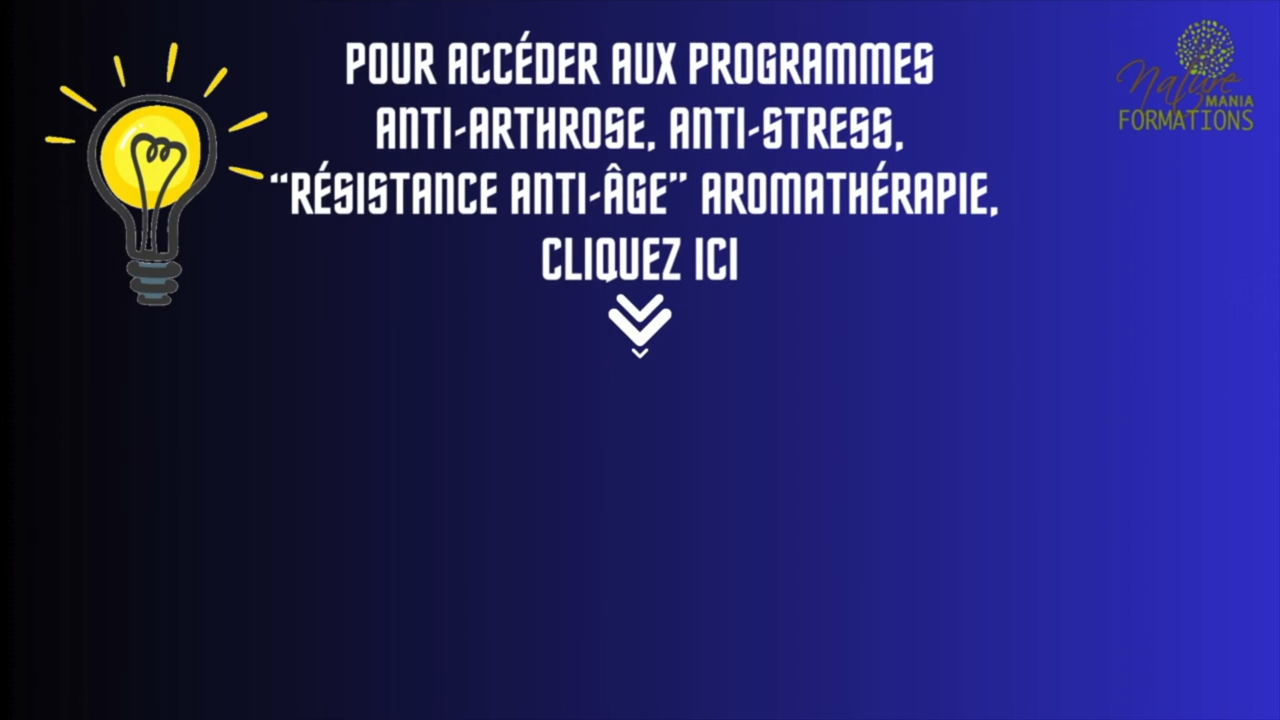 POUR ACCÉDER AUX PROGRAMMES
ANTI-ARTHROSE, ANTI-STRESS,
“RÉSISTANCE ANTI-ÂGE” AROMATHÉRAPIE,
CLIQUEZ ICI
Nature
MANIA
FORMATIONS